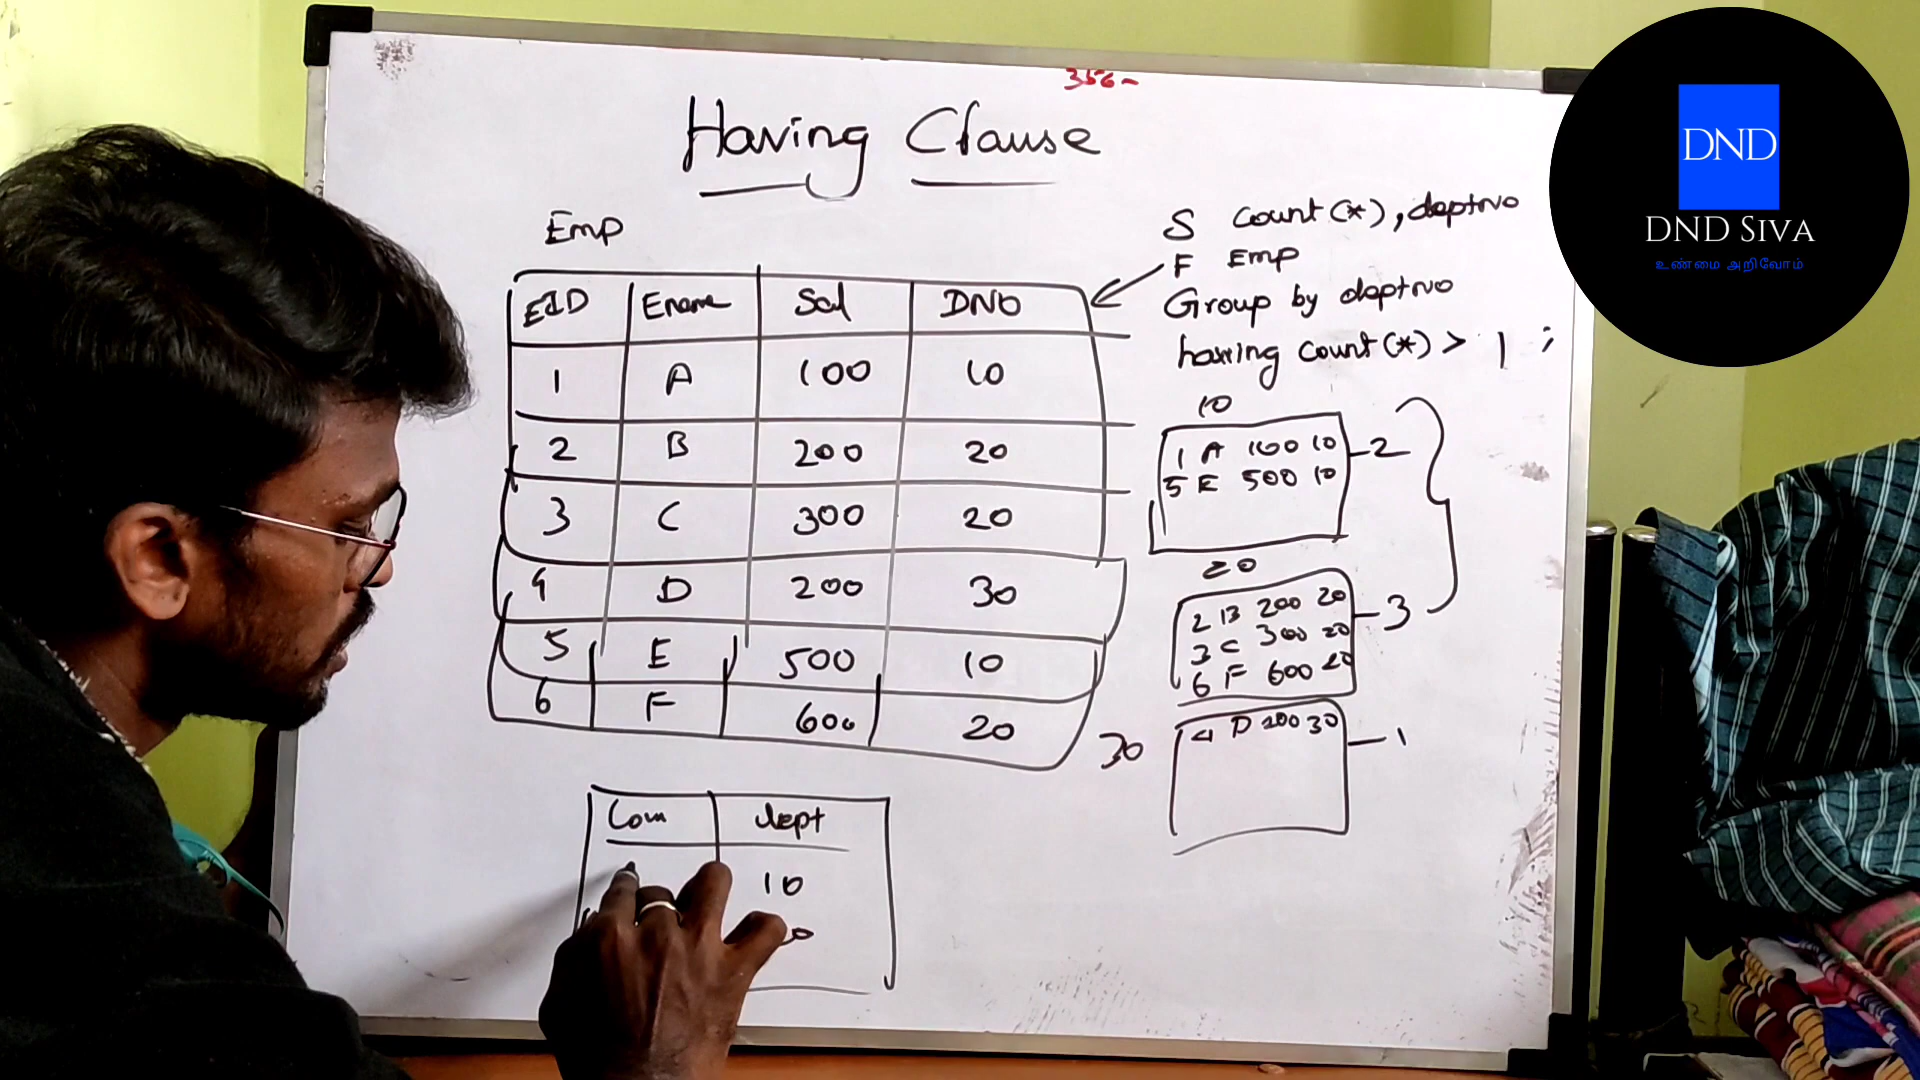 356-
Having Clause
DND
DND SIVA
உண்மை அறிவோம்
Emp
EID Ename Sal DNO
1 A 100 10
2 B 200 20
3 C 300 20
4 D 200 30
5 E 500 10
6 F 600 20
S Count(*), deptno
F Emp
Group by deptno
having count(*) > 1 ;
10
1 A 100 10
5 E 500 10
2
20
2 B 200 20
3 C 300 20
6 F 600 20
3
30
4 D 200 30
1
Cou dept
10